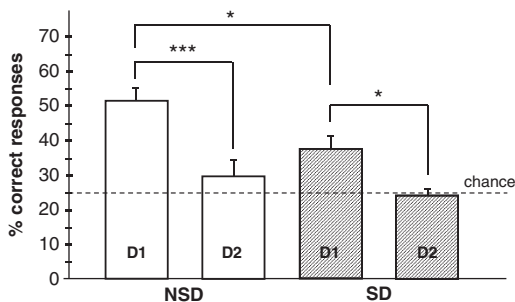 % correct responses
70
60
50
40
30
20
10
0
*
***
*
chance
D1 D2 D1 D2
NSD SD